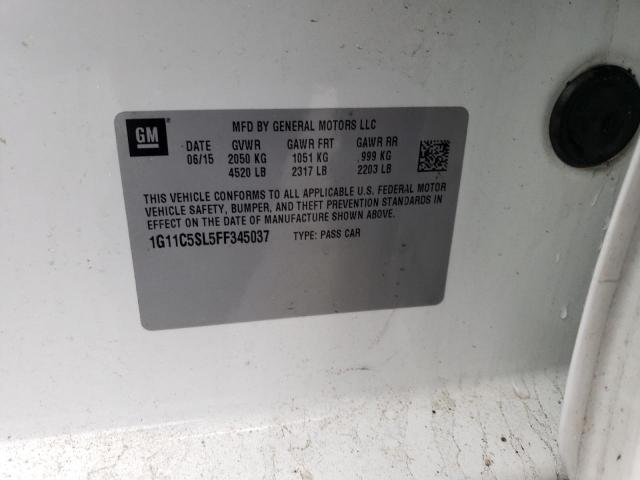 GM®
MFD BY GENERAL MOTORS LLC
DATE GVWR GAWR FRT GAWR RR
06/15 2050 KG 1051 KG 999 KG
4520 LB 2317 LB 2203 LB
THIS VEHICLE CONFORMS TO ALL APPLICABLE U.S. FEDERAL MOTOR
VEHICLE SAFETY, BUMPER, AND THEFT PREVENTION STANDARDS IN
EFFECT ON THE DATE OF MANUFACTURE SHOWN ABOVE.
1G11C5SL5FF345037 TYPE: PASS CAR